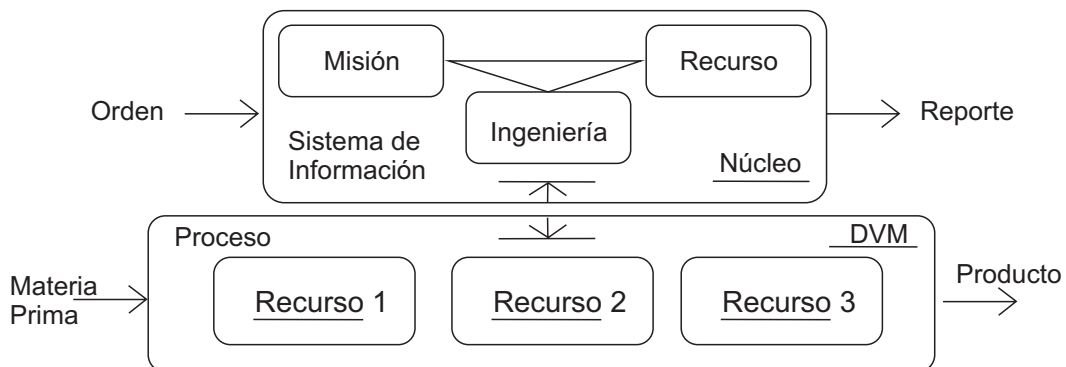 Misión
Recurso
Orden
Reporte
Ingeniería
Sistema de
Información
Núcleo
Proceso
DVM
Materia
Prima
Producto
Recurso 1
Recurso 2
Recurso 3